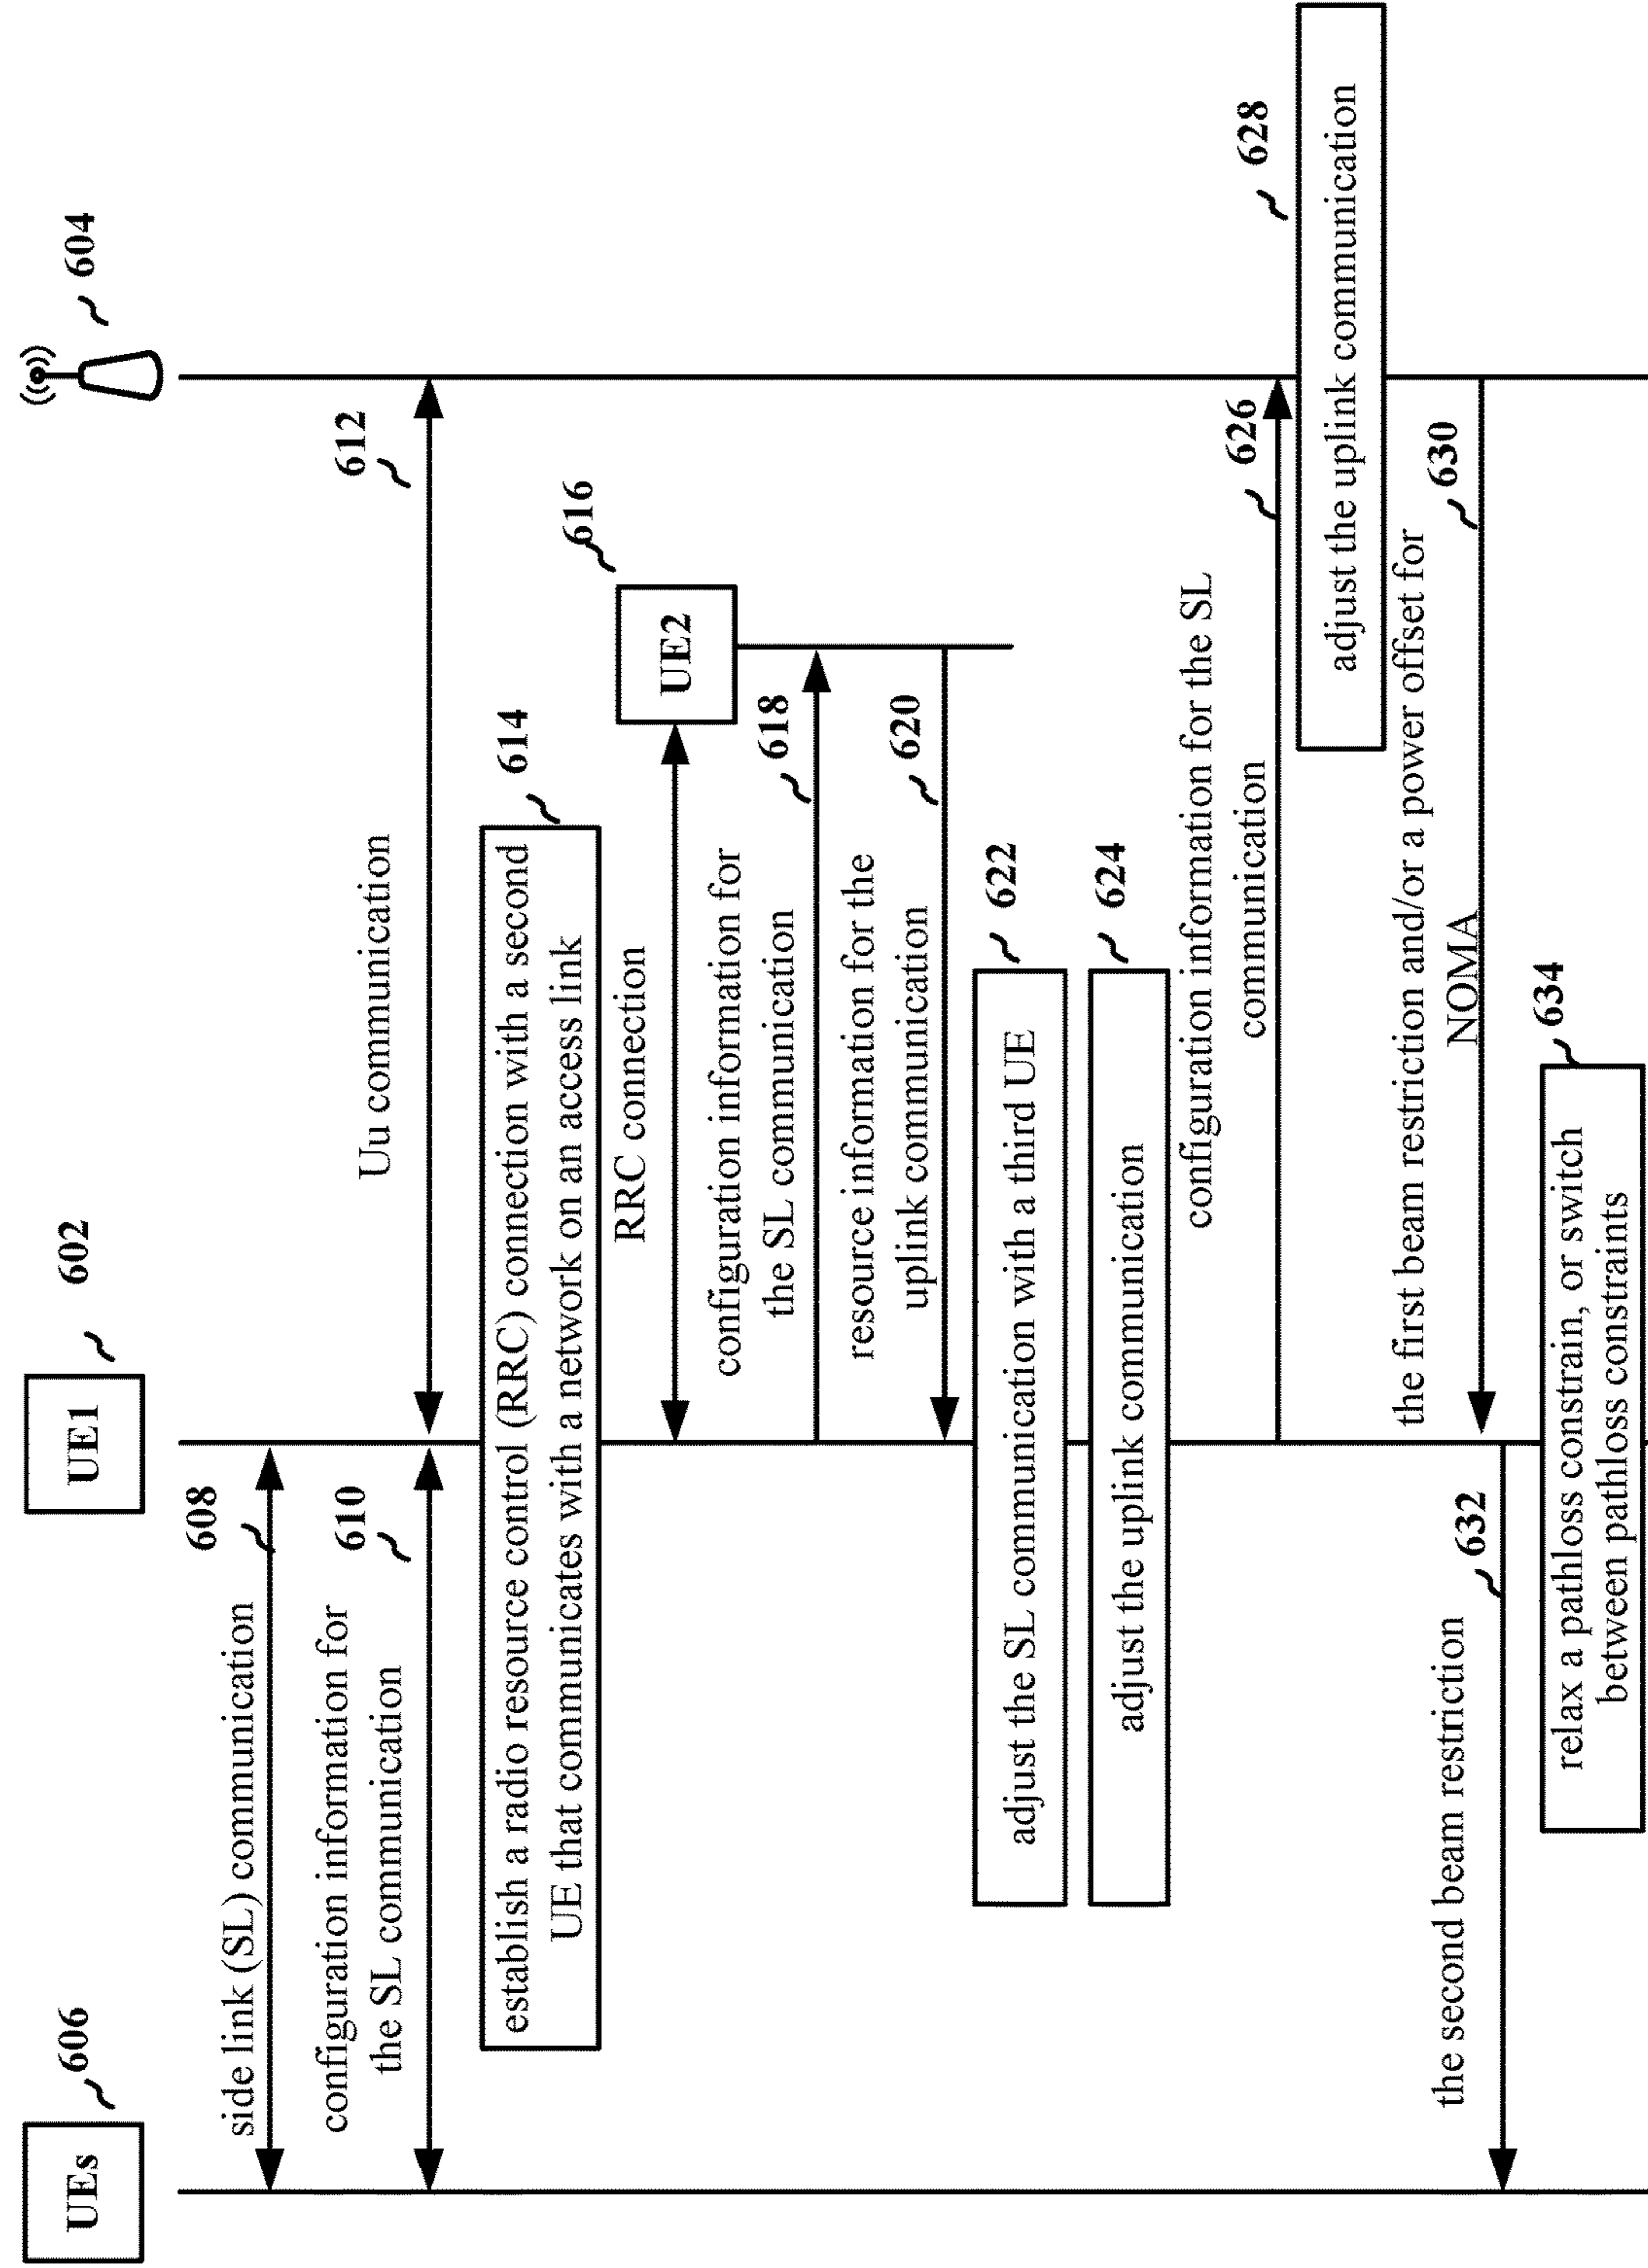 UEs
606
UE1
602
604
608
side link (SL) communication
610
configuration information for
the SL communication
612
Uu communication
614
establish a radio resource control (RRC) connection with a second
UE that communicates with a network on an access link
616
UE2
RRC connection
618
configuration information for
the SL communication
620
resource information for the
uplink communication
622
adjust the SL communication with a third UE
624
adjust the uplink communication
626
configuration information for the SL
communication
628
adjust the uplink communication
630
the first beam restriction and/or a power offset for
NOMA
632
the second beam restriction
634
relax a pathloss constrain, or switch
between pathloss constraints